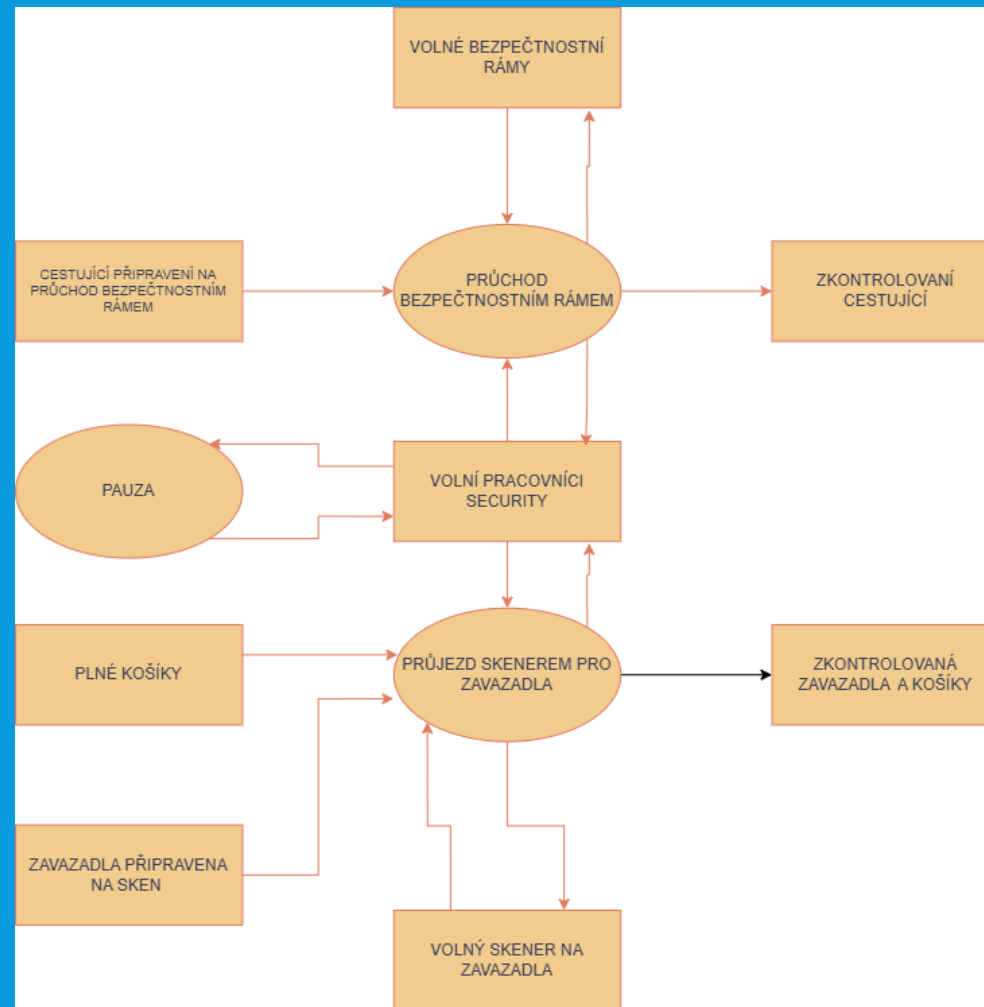 VOLNÉ BEZPEČTNOSTNÍ
RÁMY
CESTUJÍCÍ PŘIPRAVENÍ NA
PRŮCHOD BEZPEČTNOSTNÍM
RÁMEM
PRŮCHOD
BEZPEČTNOSTNÍM RÁMEM
ZKONTROLOVANÍ
CESTUJÍCÍ
PAUZA
VOLNÍ PRACOVNÍCI
SECURITY
PLNÉ KOŠÍKY
PRŮJEZD SKENEREM PRO
ZAVAZADLA
ZKONTROLOVANÁ
ZAVAZADLA A KOŠÍKY
ZAVAZADLA PŘIPRAVENA
NA SKEN
VOLNÝ SKENER NA
ZAVAZADLA